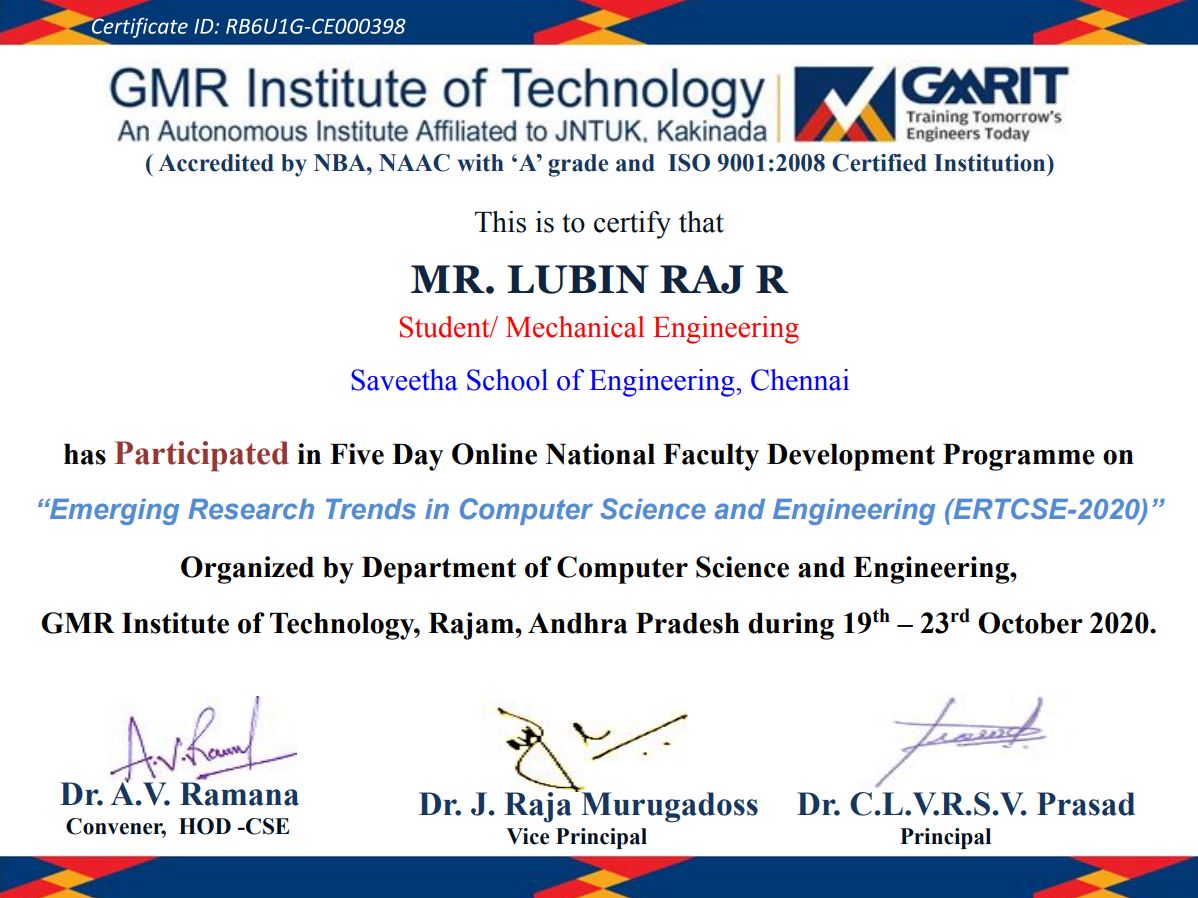 Certificate ID: RB6U1G-CE000398
GMR Institute of Technology
An Autonomous Institute Affiliated to JNTUK, Kakinada
GMRIT
Training Tomorrow's
Engineers Today
( Accredited by NBA, NAAC with ‘A’ grade and ISO 9001:2008 Certified Institution)
This is to certify that
MR. LUBIN RAJ R
Student/ Mechanical Engineering
Saveetha School of Engineering, Chennai
has Participated in Five Day Online National Faculty Development Programme on
“Emerging Research Trends in Computer Science and Engineering (ERTCSE-2020)”
Organized by Department of Computer Science and Engineering,
GMR Institute of Technology, Rajam, Andhra Pradesh during 19th – 23rd October 2020.
A.V. Raman
Dr. A.V. Ramana
Convener, HOD -CSE
Dr. J. Raja Murugadoss
Vice Principal
Dr. C.L.V.R.S.V. Prasad
Principal